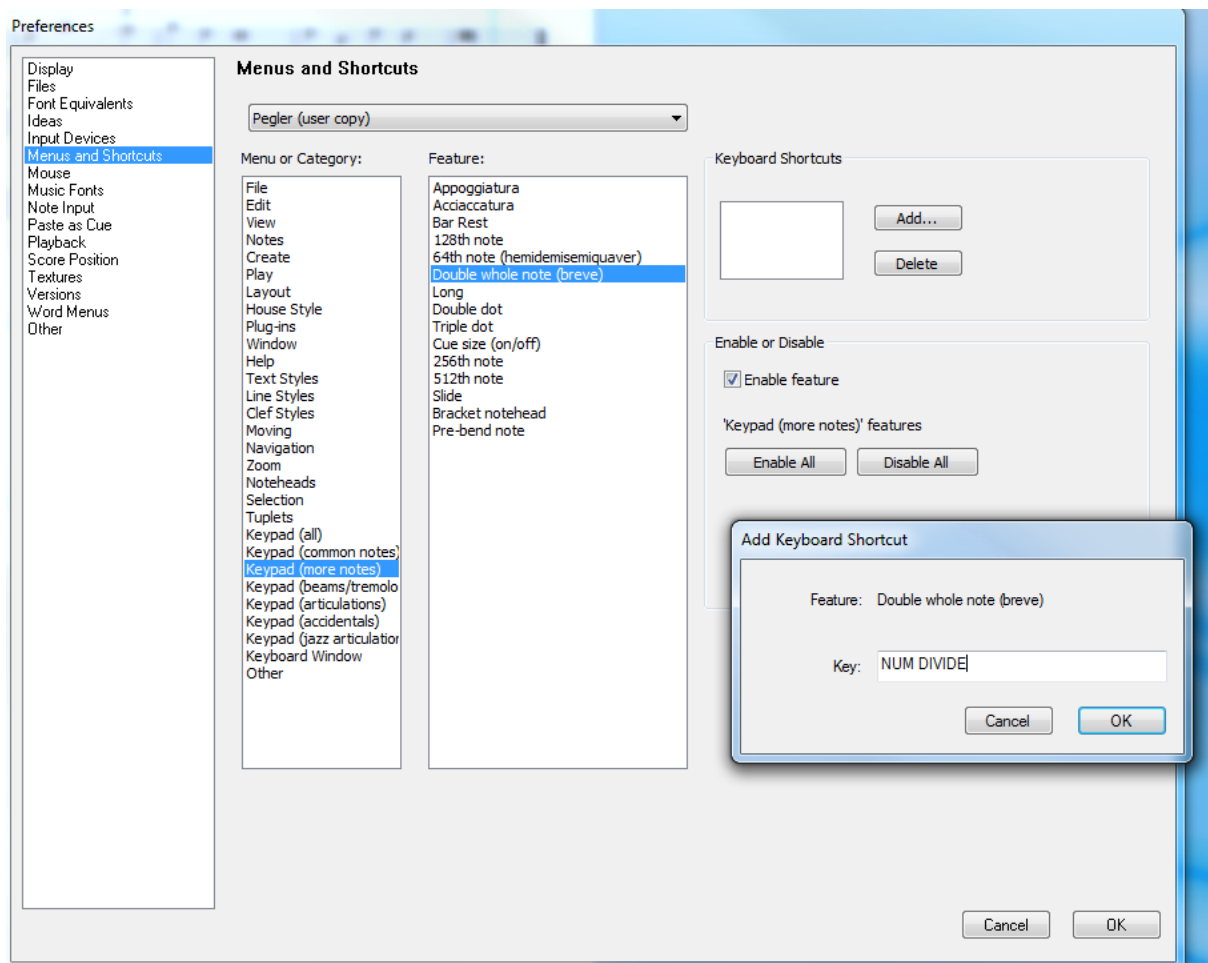 Preferences
Display
Files
Font Equivalents
Ideas
Input Devices
Menus and Shortcuts
Mouse
Music Fonts
Note Input
Paste as Cue
Playback
Score Position
Textures
Versions
Word Menus
Other
Menus and Shortcuts
Pegler (user copy)
Menu or Category:
File
Edit
View
Notes
Create
Play
Layout
House Style
Plug-ins
Window
Help
Text Styles
Line Styles
Clef Styles
Moving
Navigation
Zoom
Noteheads
Selection
Tuplets
Keypad (all)
Keypad (common notes)
Keypad (more notes)
Keypad (beams/tremolo
Keypad (articulations)
Keypad (accidentals)
Keypad (jazz articulation
Keyboard Window
Other
Feature:
Appoggiatura
Acciaccatura
Bar Rest
128th note
64th note (hemidemisemiquaver)
Double whole note (breve)
Long
Double dot
Triple dot
Cue size (on/off)
256th note
512th note
Slide
Bracket notehead
Pre-bend note
Keyboard Shortcuts
Add...
Delete
Enable or Disable
Enable feature
'Keypad (more notes)' features
Enable All Disable All
Add Keyboard Shortcut
Feature: Double whole note (breve)
Key: NUM DIVIDE
Cancel OK
Cancel OK